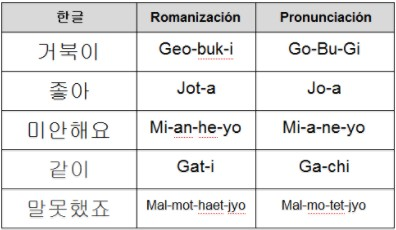 한글 Romanización Pronunciación
거북이 Geo-buk-i Go-Bu-Gi
좋아 Jot-a Jo-a
미안해요 Mi-an-he-yo Mi-a-ne-yo
같이 Gat-i Ga-chi
말못했죠 Mal-mot-haet-jyo Mal-mo-tet-jyo